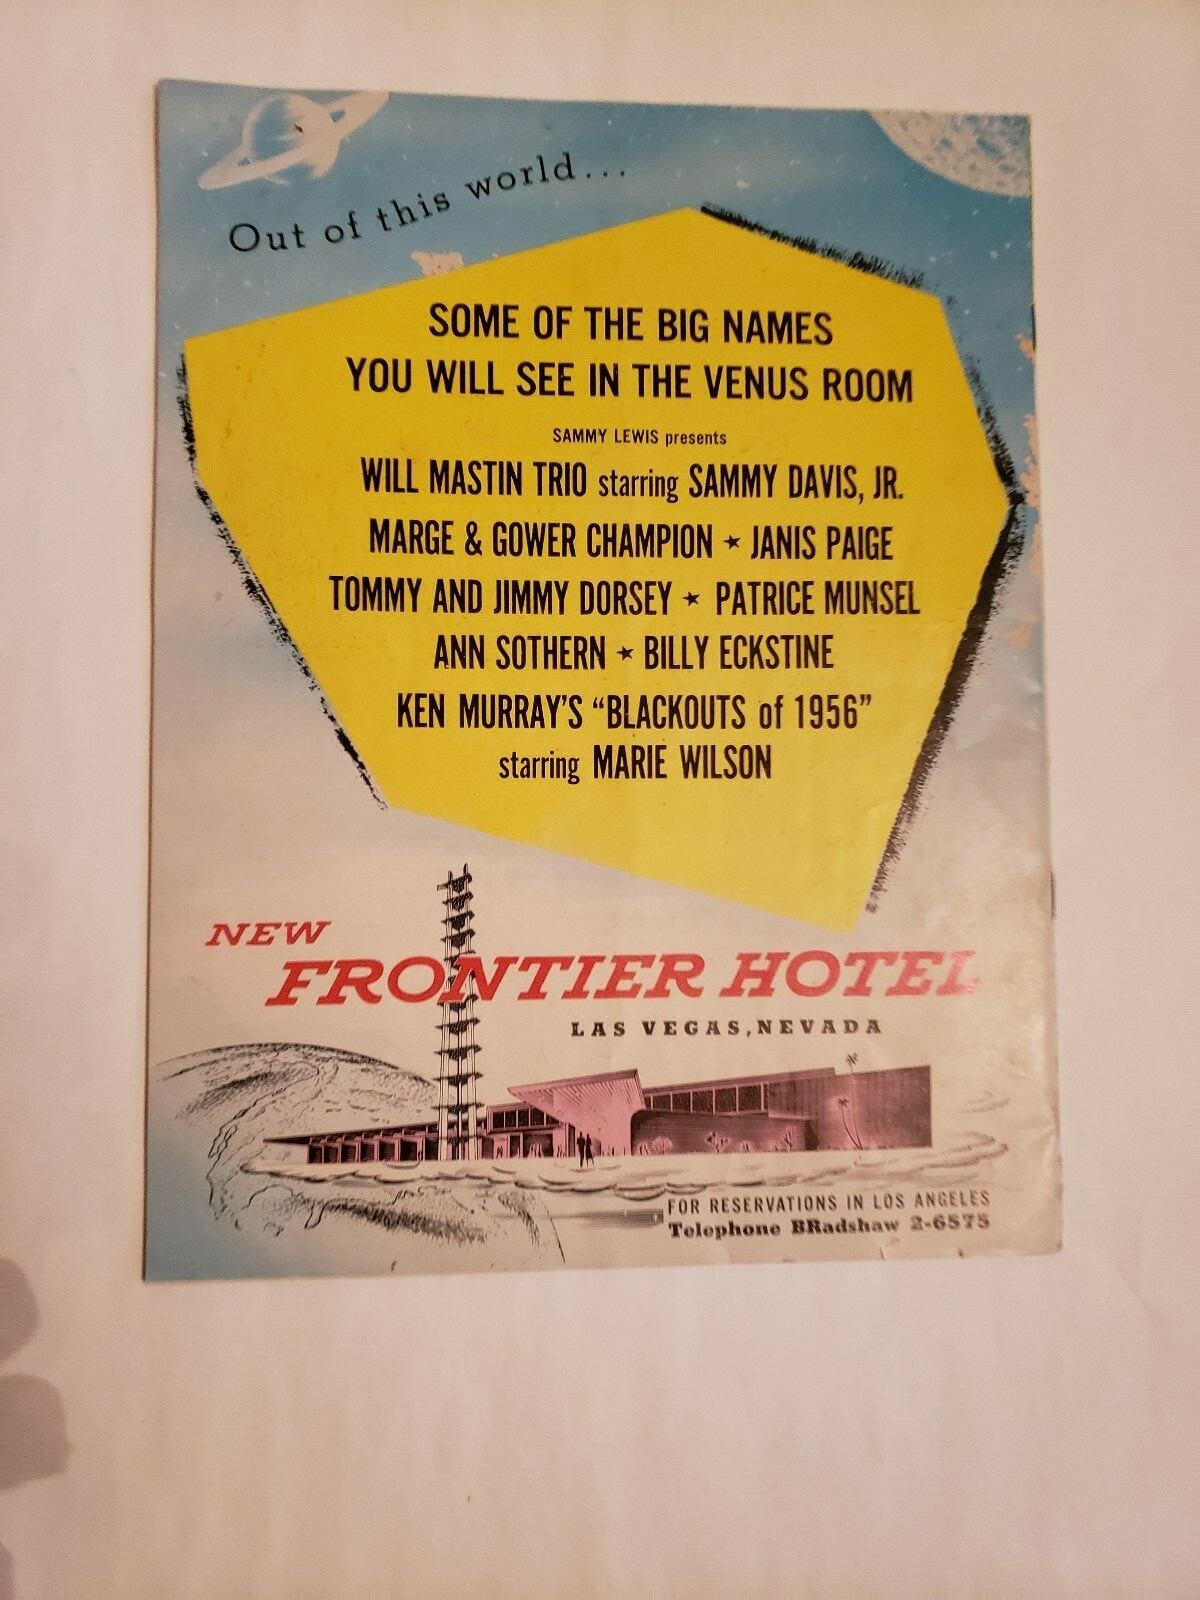 Out of this world...
SOME OF THE BIG NAMES
YOU WILL SEE IN THE VENUS ROOM
SAMMY LEWIS presents
WILL MASTIN TRIO starring SAMMY DAVIS, JR.
MARGE & GOWER CHAMPION ★ JANIS PAIGE
TOMMY AND JIMMY DORSEY ★ PATRICE MUNSEL
ANN SOTHERN ★ BILLY ECKSTINE
KEN MURRAY'S “BLACKOUTS of 1956”
starring MARIE WILSON
NEW
FRONTIER HOTEL
LAS VEGAS, NEVADA
FOR RESERVATIONS IN LOS ANGELES
Telephone BRadshaw 2-6575